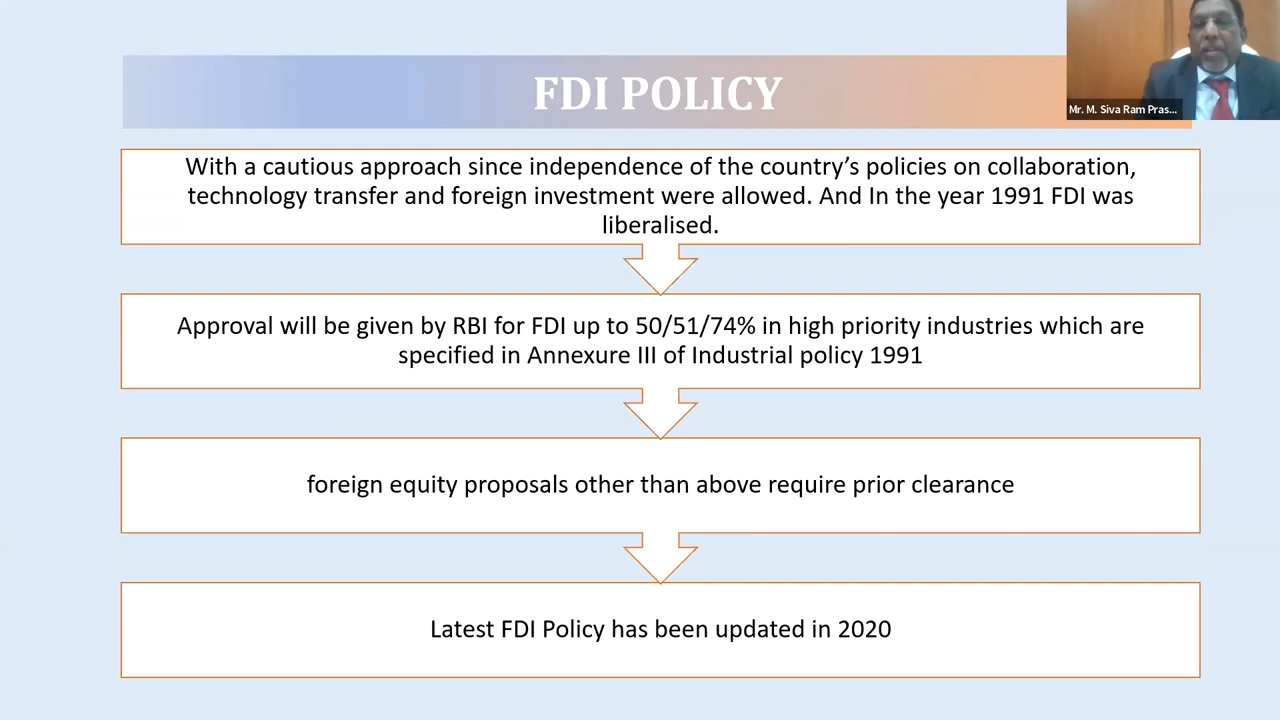 FDI POLICY
Mr. M. Siva Ram Pras...
With a cautious approach since independence of the country’s policies on collaboration,
technology transfer and foreign investment were allowed. And In the year 1991 FDI was
liberalised.
Approval will be given by RBI for FDI up to 50/51/74% in high priority industries which are
specified in Annexure III of Industrial policy 1991
foreign equity proposals other than above require prior clearance
Latest FDI Policy has been updated in 2020